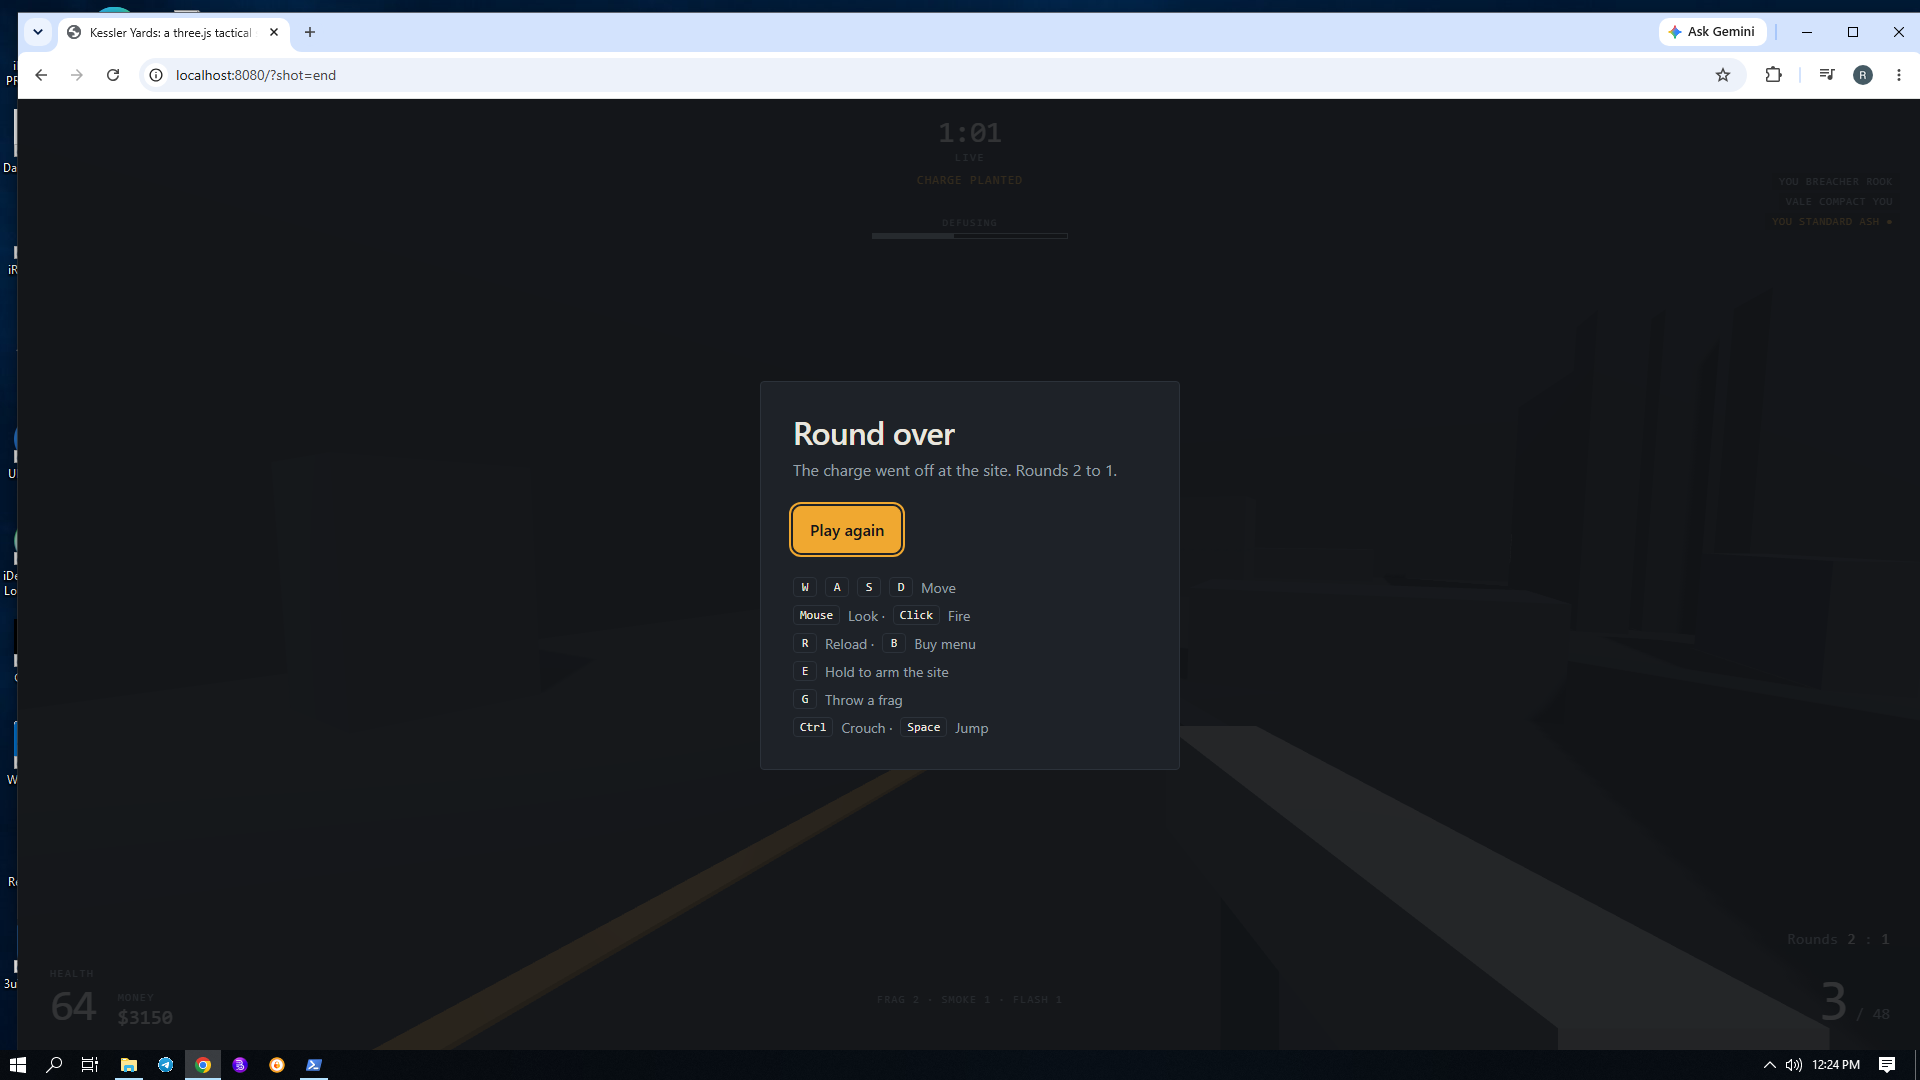 Kessler Yards: a three.js tactical
Ask Gemini
localhost:8080/?shot=end
R
1:01
LIVE
CHARGE PLANTED
DEFUSING
YOU BREACHER ROOK
VALE COMPACT YOU
YOU STANDARD ASH
Round over
The charge went off at the site. Rounds 2 to 1.
Play again
W A S D Move
Mouse Look · Click Fire
R Reload · B Buy menu
E Hold to arm the site
G Throw a frag
Ctrl Crouch · Space Jump
Rounds 2 : 1
HEALTH
64
MONEY
$3150
FRAG 2 - SMOKE 1 - FLASH 1
3 / 48
12:24 PM